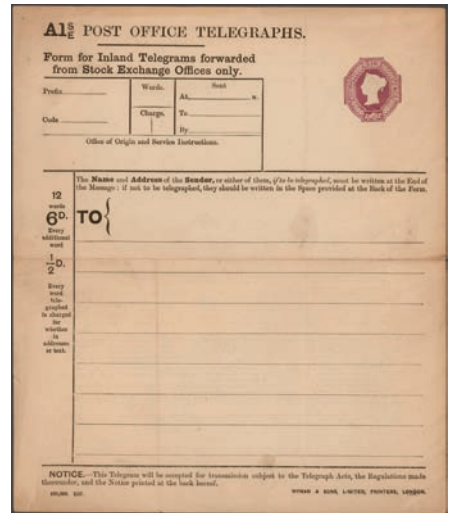 A1 S/E POST OFFICE TELEGRAPHS.
Form for Inland Telegrams forwarded
from Stock Exchange Offices only.
Prefix
Code
Words.
Charge.
Sent
At
M.
To
By
Office of Origin and Service Instructions.
The Name and Address of the Sender, or either of them, if to be telegraphed, must be written at the End of
the Message: if not to be telegraphed, they should be written in the Space provided at the Back of the Form.
12
words
6D.
Every
additional
word
½D.
Every
word
tele-
graphed
is charged
for
whether
in
addresses
or text.
TO
NOTICE.—This Telegram will be accepted for transmission subject to the Telegraph Acts, the Regulations made
thereunder, and the Notice printed at the back hereof.
WYMAN & SONS, LIMITED, PRINTERS, LONDON.